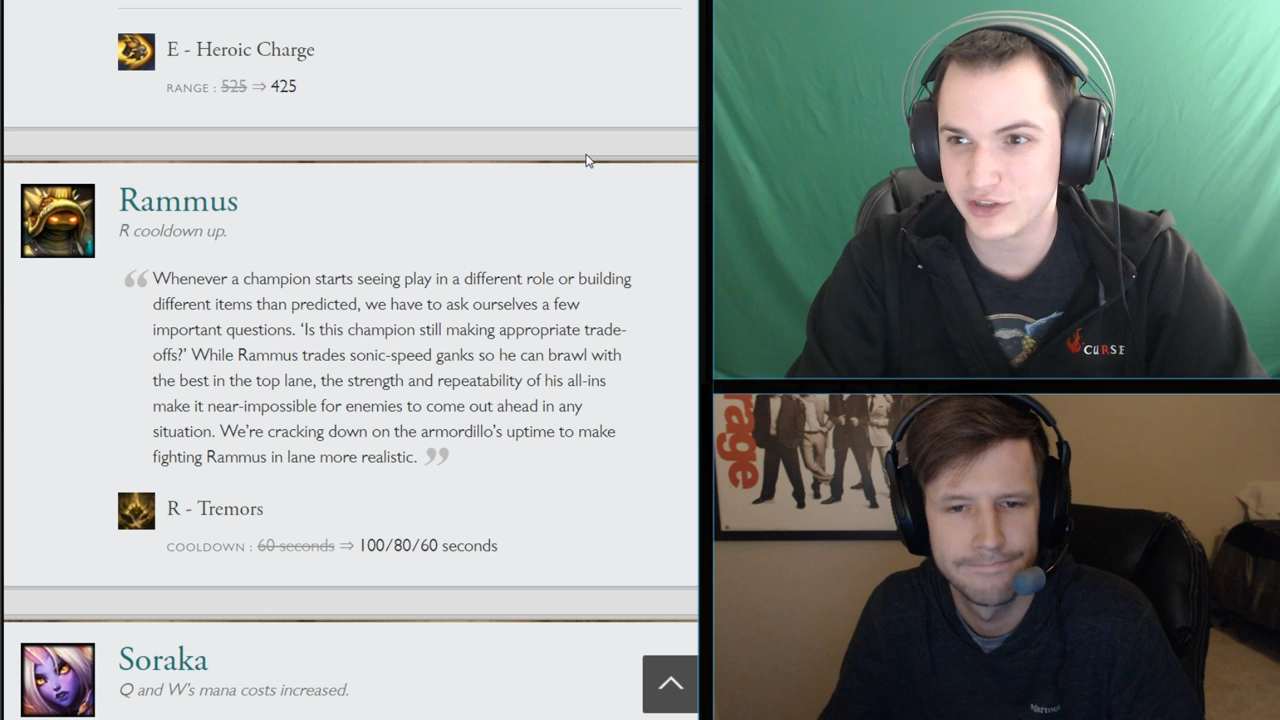 E - Heroic Charge
RANGE : 525 ⇒ 425
Rammus
R cooldown up.
“ Whenever a champion starts seeing play in a different role or building
different items than predicted, we have to ask ourselves a few
important questions. ‘Is this champion still making appropriate trade-
offs?’ While Rammus trades sonic-speed ganks so he can brawl with
the best in the top lane, the strength and repeatability of his all-ins
make it near-impossible for enemies to come out ahead in any
situation. We’re cracking down on the armordillo’s uptime to make
fighting Rammus in lane more realistic. ”
R - Tremors
COOLDOWN : 60 seconds ⇒ 100/80/60 seconds
Soraka
Q and W's mana costs increased.
CURSE
rage